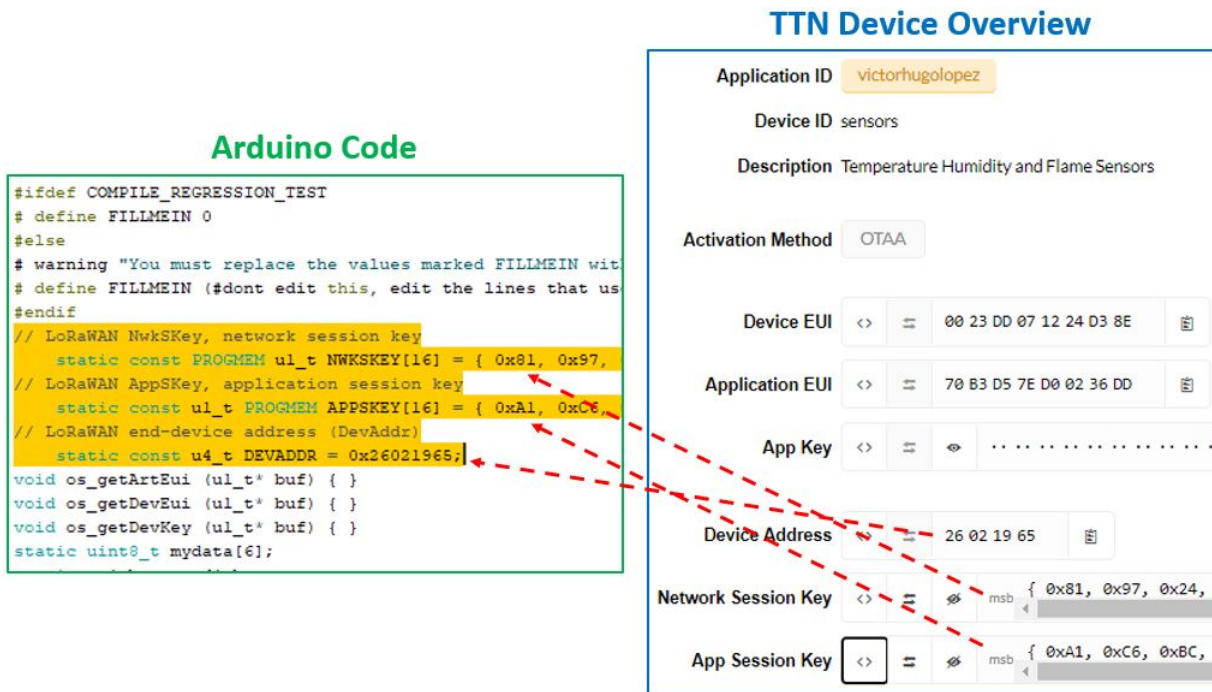 TTN Device Overview
Arduino Code
#ifdef COMPILE_REGRESSION_TEST
# define FILLMEIN 0
#else
# warning "You must replace the values marked FILLMEIN wit
# define FILLMEIN (#dont edit this, edit the lines that us
#endif
// LoRaWAN NwkSKey, network session key
static const PROGMEM u1_t NWKSKEY[16] = { 0x81, 0x97,
// LoRaWAN AppSKey, application session key
static const u1_t PROGMEM APPSKEY[16] = { 0xA1, 0xC6,
// LoRaWAN end-device address (DevAddr)
static const u4_t DEVADDR = 0x26021965;
void os_getArtEui (u1_t* buf) { }
void os_getDevEui (u1_t* buf) { }
void os_getDevKey (u1_t* buf) { }
static uint8_t mydata[6];
Application ID victorhugolopez
Device ID sensors
Description Temperature Humidity and Flame Sensors
Activation Method OTAA
Device EUI <> 00 23 DD 07 12 24 D3 8E
Application EUI <> 70 B3 D5 7E D0 02 36 DD
App Key <>
Device Address <> 26 02 19 65
Network Session Key <> msb { 0x81, 0x97, 0x24,
App Session Key <> msb { 0xA1, 0xC6, 0xBC,